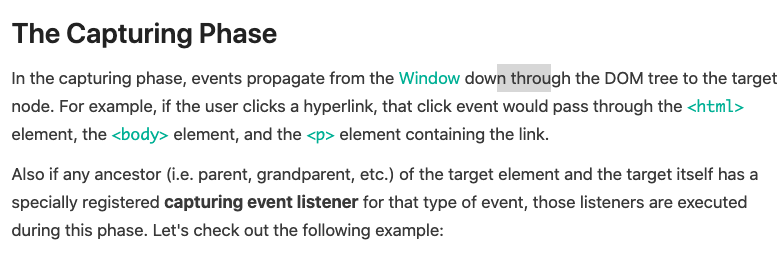 The Capturing Phase
In the capturing phase, events propagate from the Window down through the DOM tree to the target
node. For example, if the user clicks a hyperlink, that click event would pass through the <html>
element, the <body> element, and the <p> element containing the link.
Also if any ancestor (i.e. parent, grandparent, etc.) of the target element and the target itself has a
specially registered capturing event listener for that type of event, those listeners are executed
during this phase. Let's check out the following example: